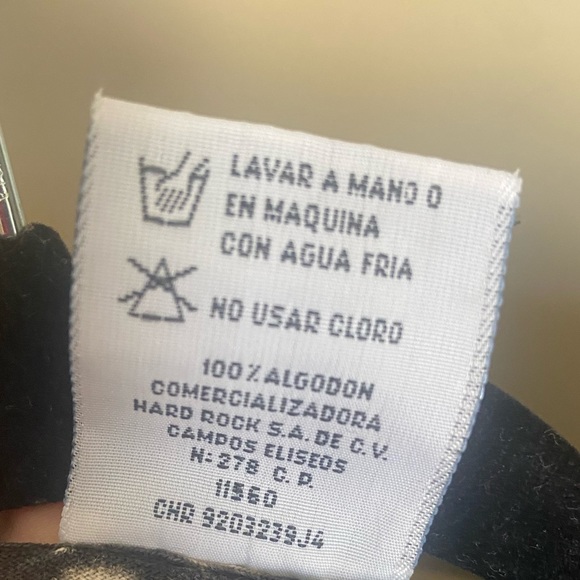 LAVAR A MANO O
EN MAQUINA
CON AGUA FRIA
NO USAR CLORO
100%ALGODON
COMERCIALIZADORA
HARD ROCK S.A. DE C.V.
CAMPOS ELISEOS
N- 278 C.P.
11560
CHR 9203239J4